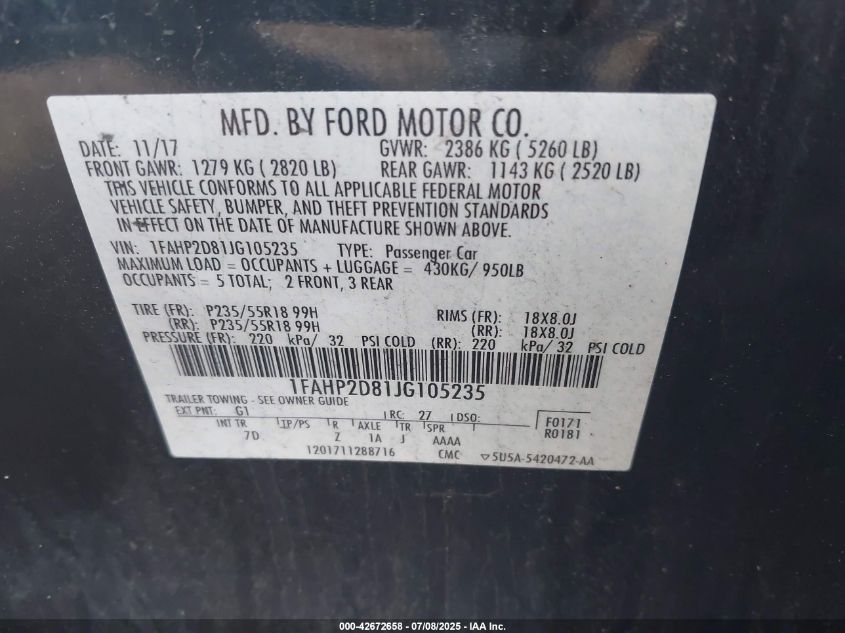 MFD. BY FORD MOTOR CO.
DATE: 11/17 GVWR: 2386 KG ( 5260 LB)
FRONT GAWR: 1279 KG ( 2820 LB) REAR GAWR: 1143 KG ( 2520 LB)
THIS VEHICLE CONFORMS TO ALL APPLICABLE FEDERAL MOTOR
VEHICLE SAFETY, BUMPER, AND THEFT PREVENTION STANDARDS
IN EFFECT ON THE DATE OF MANUFACTURE SHOWN ABOVE.
VIN: 1FAHP2D81JG105235 TYPE: Passenger Car
MAXIMUM LOAD = OCCUPANTS + LUGGAGE = 430KG/ 950LB
OCCUPANTS = 5 TOTAL; 2 FRONT, 3 REAR
TIRE (FR): P235/55R18 99H RIMS (FR): 18X8.0J
(RR): P235/55R18 99H (RR): 18X8.0J
PRESSURE (FR): 220 kPa/ 32 PSI COLD (RR): 220 kPa/ 32 PSI COLD
1FAHP2D81JG105235
TRAILER TOWING - SEE OWNER GUIDE
EXT PNT: G1 RC: 27 DSO: F0171
INT TR TP/PS R AXLE TR SPR R0181
7D Z 1A J AAAA
1201711288716 CMC ▽5U5A-5420472-AA
000-42672658 - 07/08/2025 - IAA Inc.